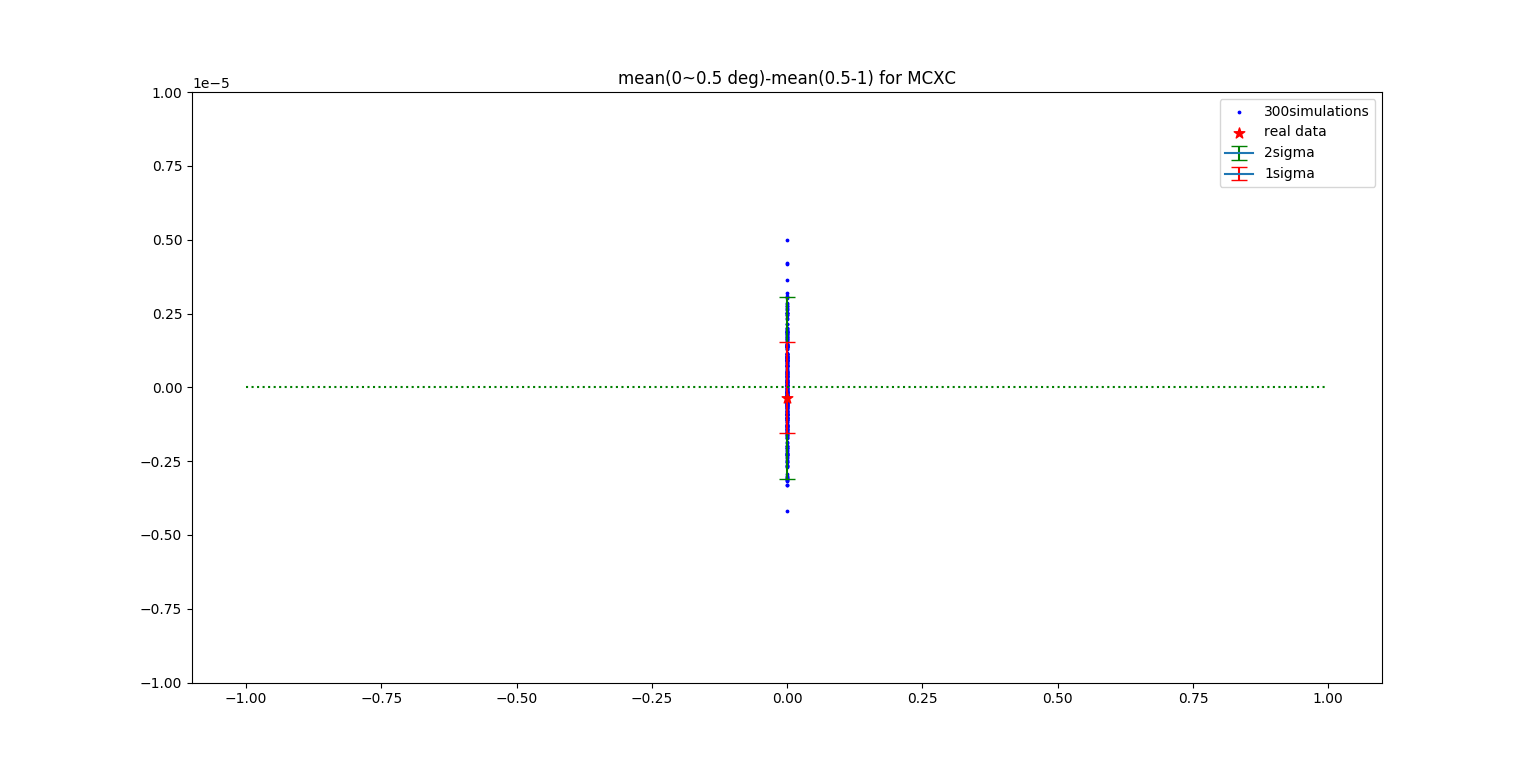 mean(0~0.5 deg)-mean(0.5-1) for MCXC
1e−5
1.00
0.75
0.50
0.25
0.00
−0.25
−0.50
−0.75
−1.00
300simulations
real data
2sigma
1sigma
−1.00 −0.75 −0.50 −0.25 0.00 0.25 0.50 0.75 1.00